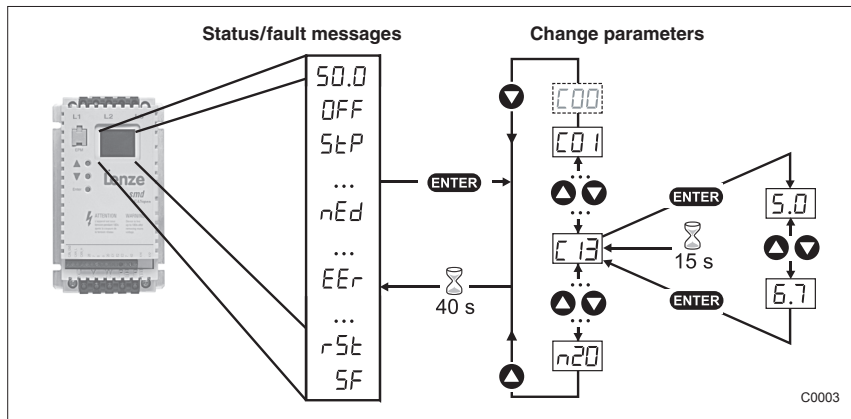 Status/fault messages
Change parameters
50.0
OFF
StP
...
nEd
...
EEr
...
rSt
SF
ENTER
40 s
C00
C01
...
...
C13
...
...
n20
ENTER
15 s
ENTER
5.0
6.7
L1
L2
Lenze
smd
ATTENTION
C0003